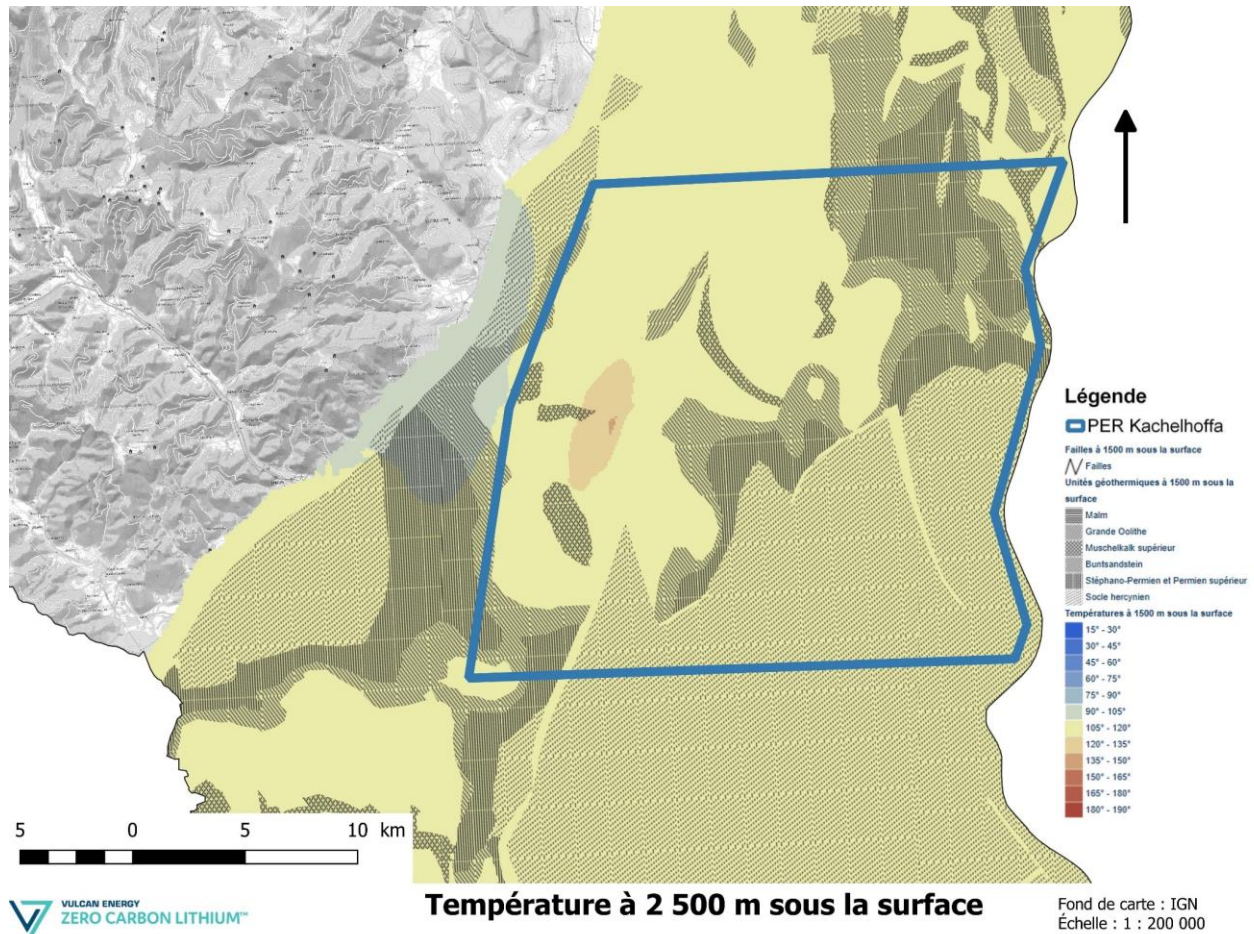 Légende
PER Kachelhoffa
Failles à 1500 m sous la surface
Failles
Unités géothermiques à 1500 m sous la
surface
Malm
Grande Oolithe
Muschelkalk supérieur
Buntsandstein
Stéphano-Permien et Permien supérieur
Socle hercynien
Températures à 1500 m sous la surface
15° - 30°
30° - 45°
45° - 60°
60° - 75°
75° - 90°
90° - 105°
105° - 120°
120° - 135°
135° - 150°
150° - 165°
165° - 180°
180° - 190°
5 0 5 10 km
VULCAN ENERGY
ZERO CARBON LITHIUM™
Température à 2 500 m sous la surface
Fond de carte : IGN
Échelle : 1 : 200 000